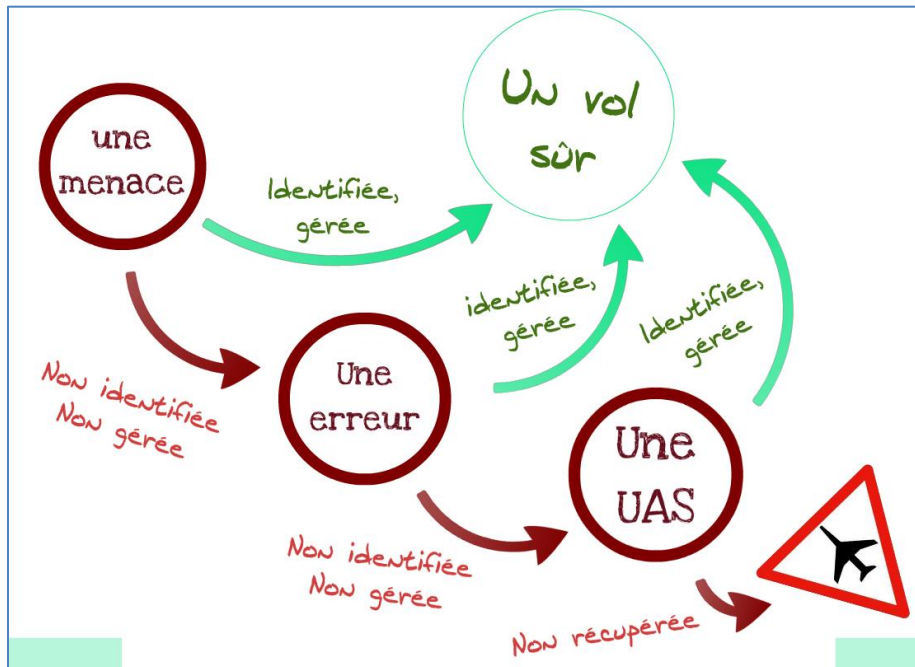 une
menace
Identifiée,
gérée
Un vol
sûr
Non identifiée
Non gérée
Une
erreur
identifiée,
gérée
Identifiée,
gérée
Une
UAS
Non identifiée
Non gérée
Non récupérée